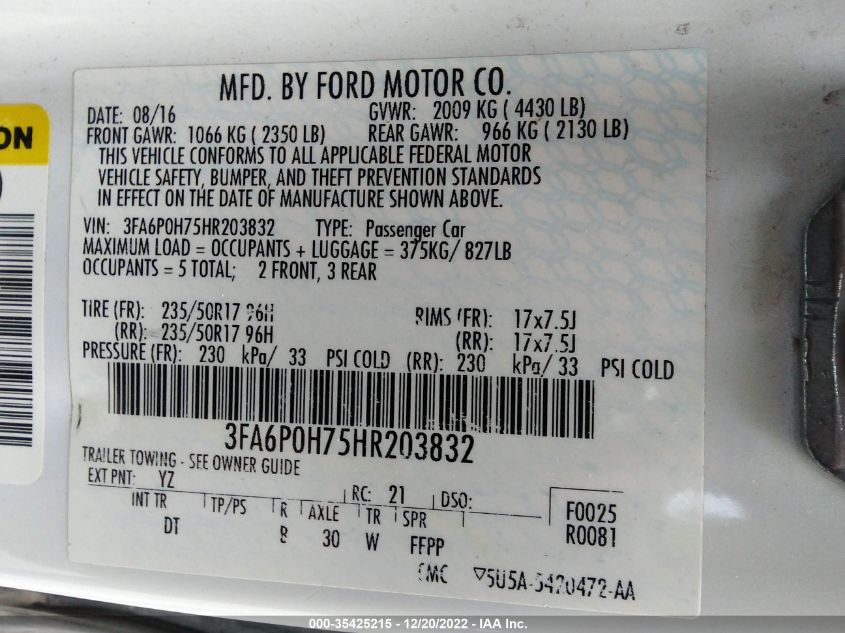 MFD. BY FORD MOTOR CO.
DATE: 08/16 GVWR: 2009 KG ( 4430 LB)
FRONT GAWR: 1066 KG ( 2350 LB) REAR GAWR: 966 KG ( 2130 LB)
THIS VEHICLE CONFORMS TO ALL APPLICABLE FEDERAL MOTOR
VEHICLE SAFETY, BUMPER, AND THEFT PREVENTION STANDARDS
IN EFFECT ON THE DATE OF MANUFACTURE SHOWN ABOVE.
VIN: 3FA6P0H75HR203832 TYPE: Passenger Car
MAXIMUM LOAD = OCCUPANTS + LUGGAGE = 375KG/ 827LB
OCCUPANTS = 5 TOTAL; 2 FRONT, 3 REAR
TIRE (FR): 235/50R17 96H RIMS (FR): 17x7.5J
(RR): 235/50R17 96H (RR): 17x7.5J
PRESSURE (FR): 230 kPa/ 33 PSI COLD (RR): 230 kPa/ 33 PSI COLD
3FA6P0H75HR203832
TRAILER TOWING - SEE OWNER GUIDE
EXT PNT: YZ RC: 21 DSO:
INT TR TP/PS R AXLE TR SPR F0025
DT 30 W FFPP R0081
5U5A-5420472-AA
ON
000-35425215 - 12/20/2022 - IAA Inc.